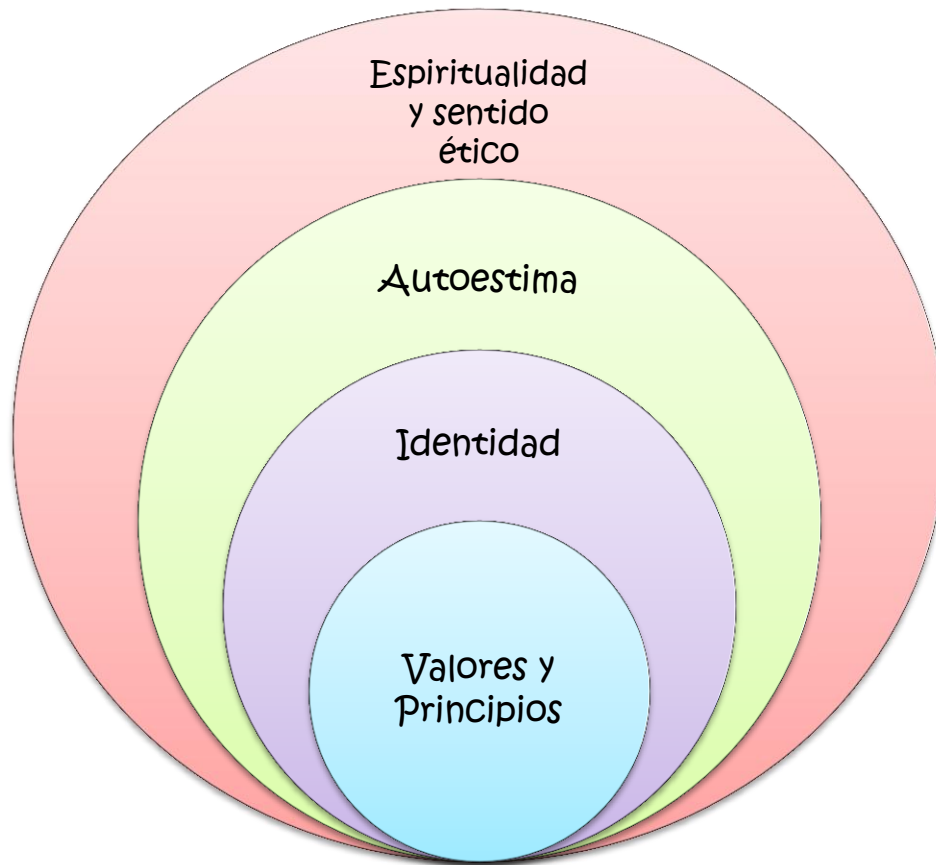 Espiritualidad
y sentido
ético
Autoestima
Identidad
Valores y
Principios